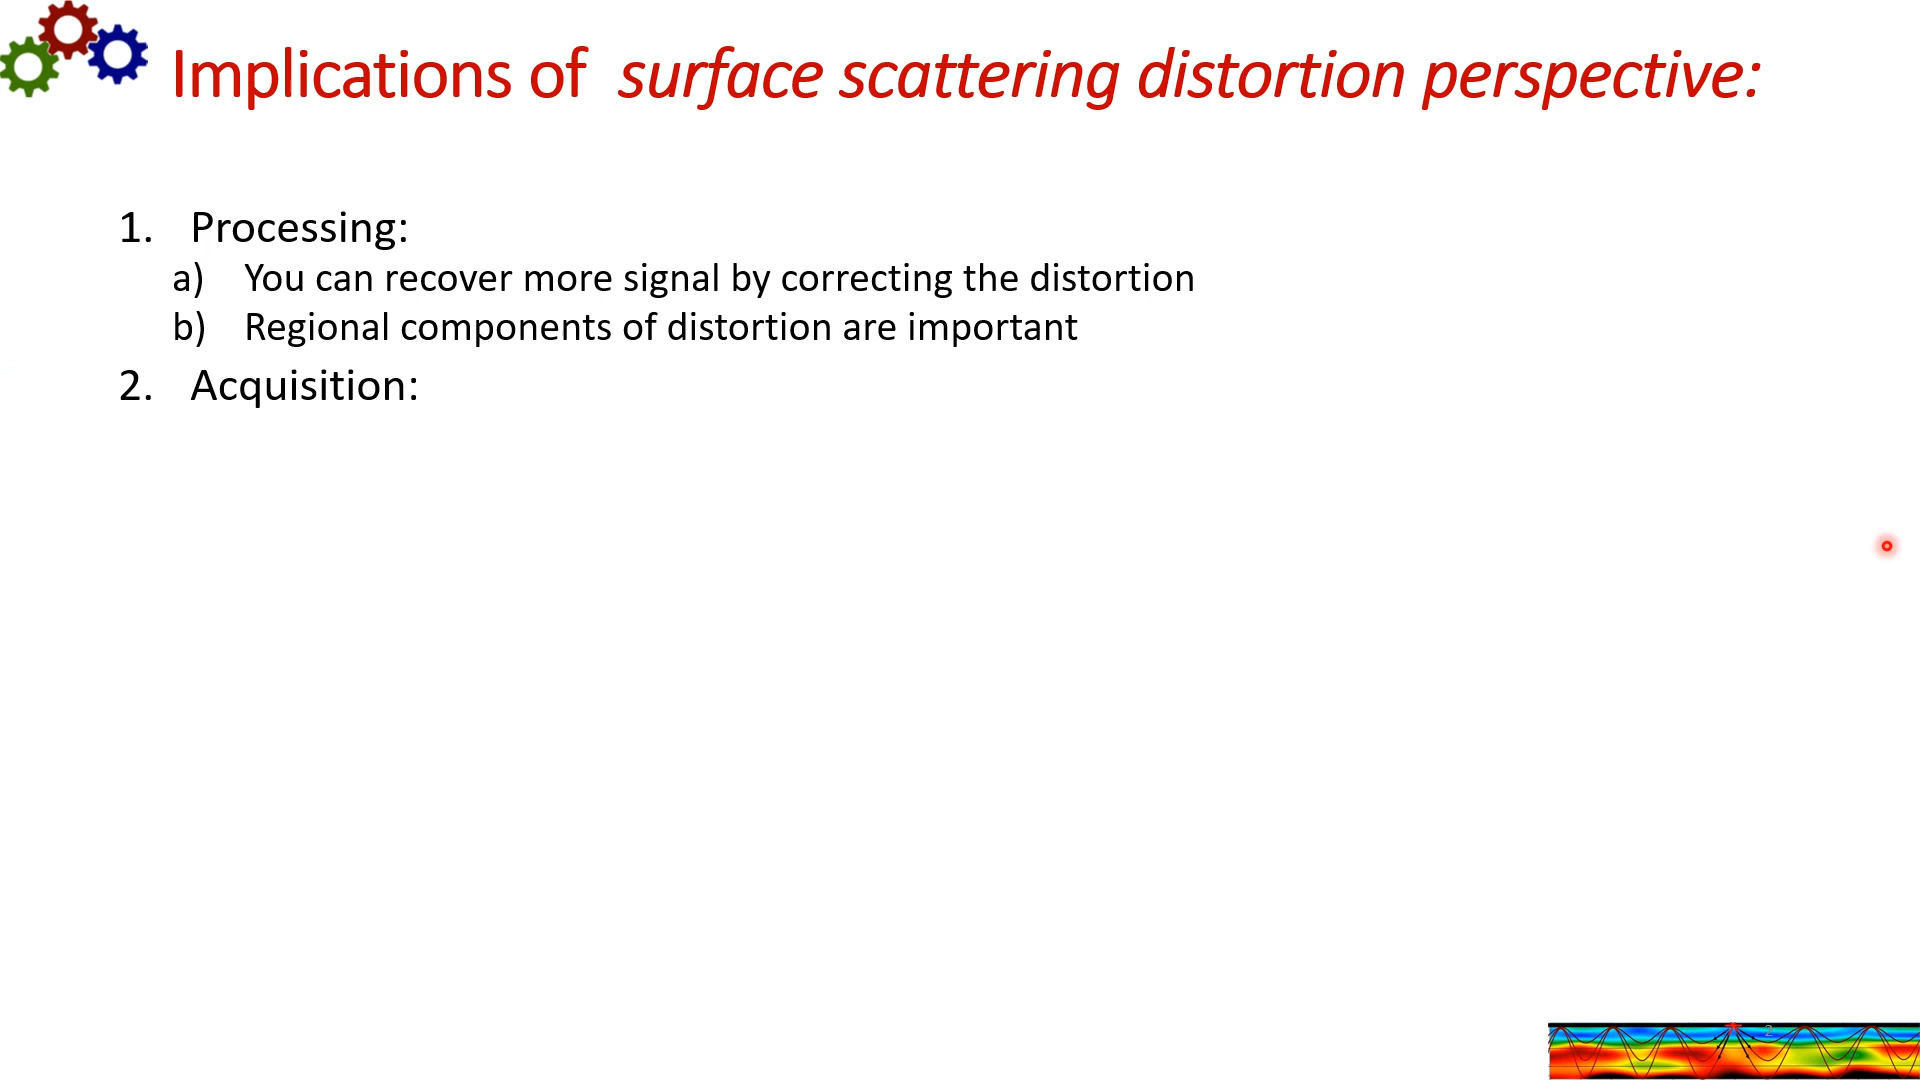 Implications of surface scattering distortion perspective:
1. Processing:
a) You can recover more signal by correcting the distortion
b) Regional components of distortion are important
2. Acquisition:
2